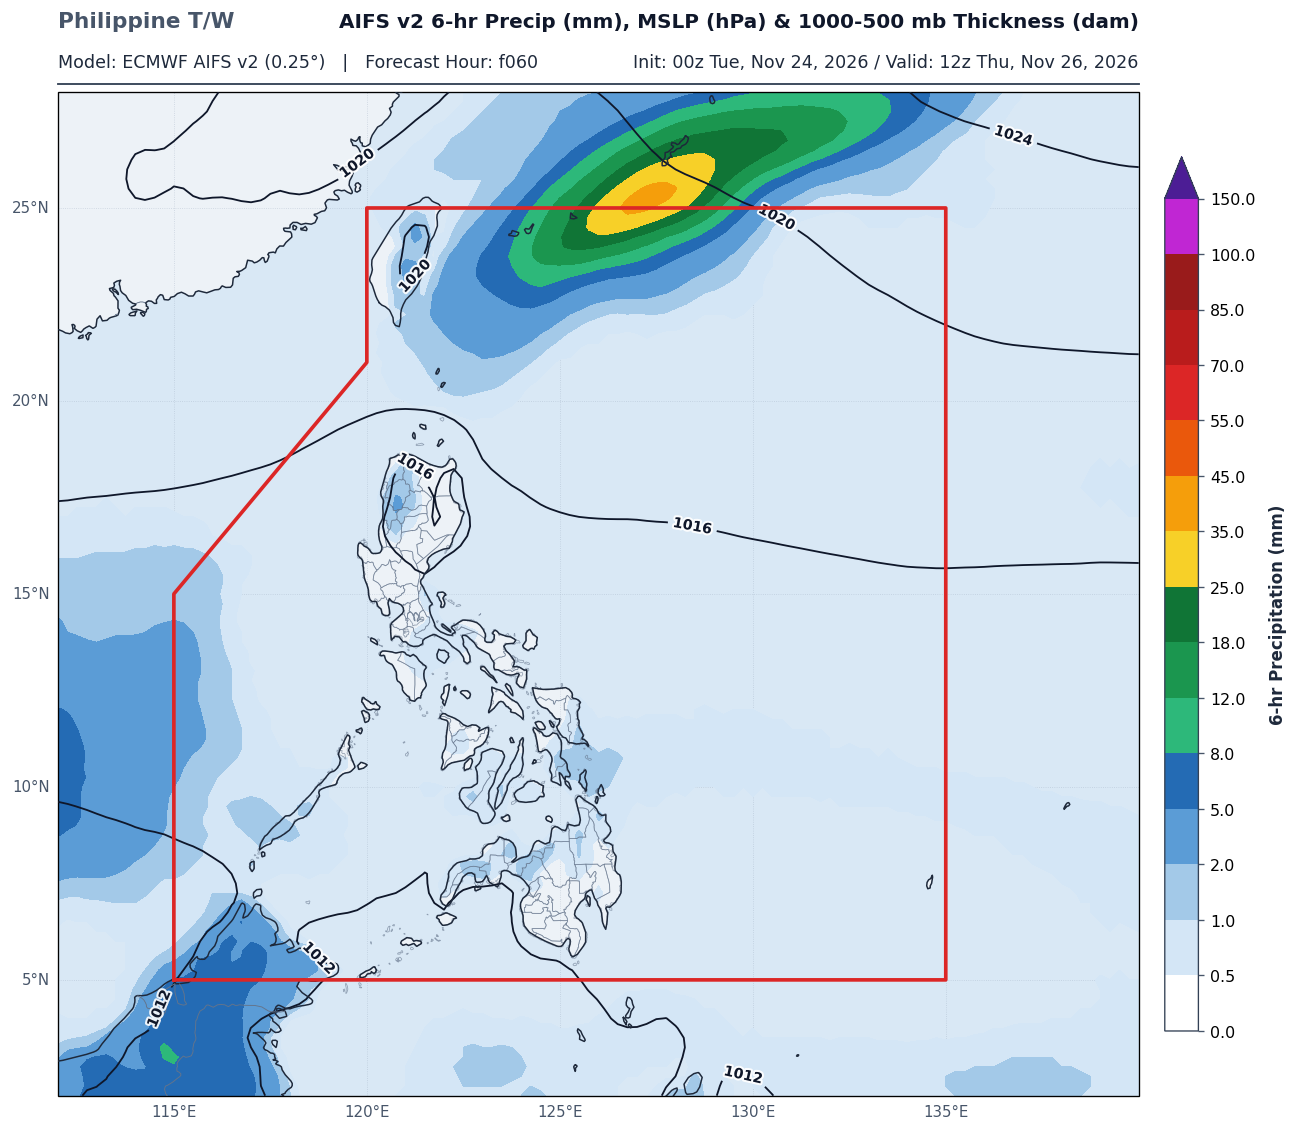 Philippine T/W
AIFS v2 6-hr Precip (mm), MSLP (hPa) & 1000-500 mb Thickness (dam)
Model: ECMWF AIFS v2 (0.25°)   |   Forecast Hour: f060
Init: 00z Tue, Nov 24, 2026 / Valid: 12z Thu, Nov 26, 2026
1024
1020
1020
1020
1016
1016
1012
1012
1012
25°N
20°N
15°N
10°N
5°N
115°E
120°E
125°E
130°E
135°E
150.0
100.0
85.0
70.0
55.0
45.0
35.0
25.0
18.0
12.0
8.0
5.0
2.0
1.0
0.5
0.0
6-hr Precipitation (mm)